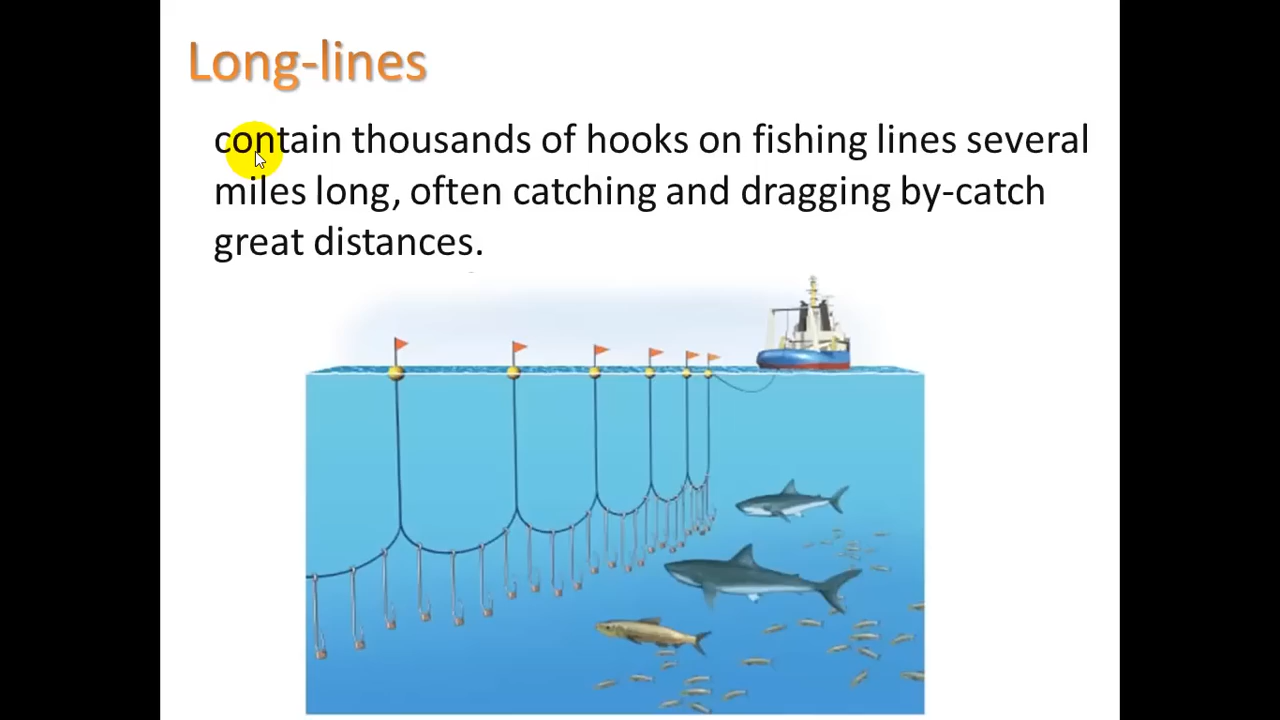 Long-lines
contain thousands of hooks on fishing lines several
miles long, often catching and dragging by-catch
great distances.